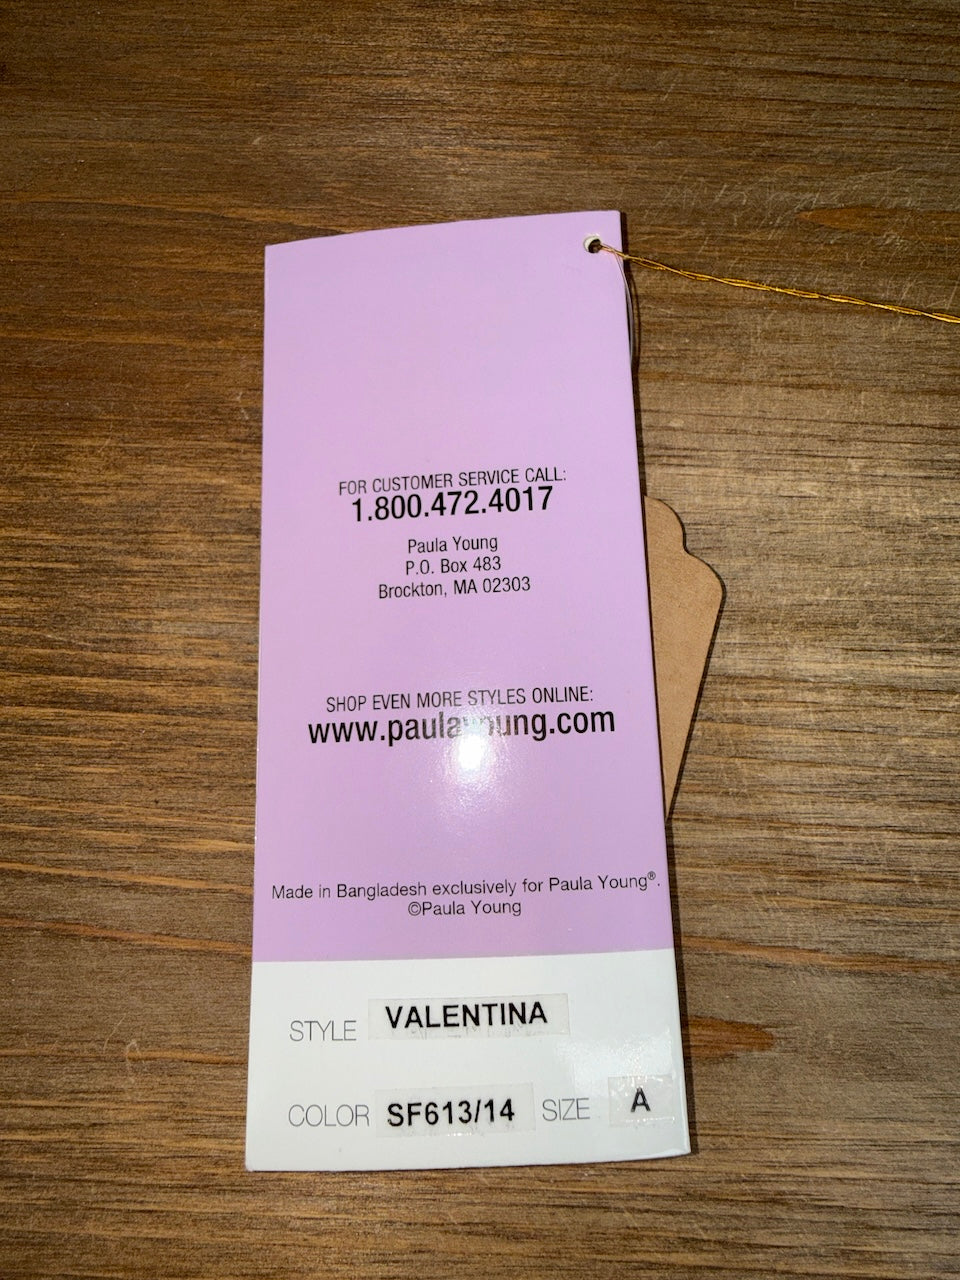 FOR CUSTOMER SERVICE CALL:
1.800.472.4017
Paula Young
P.O. Box 483
Brockton, MA 02303
SHOP EVEN MORE STYLES ONLINE:
www.paulayoung.com
Made in Bangladesh exclusively for Paula Young®.
©Paula Young
STYLE VALENTINA
COLOR SF613/14 SIZE A